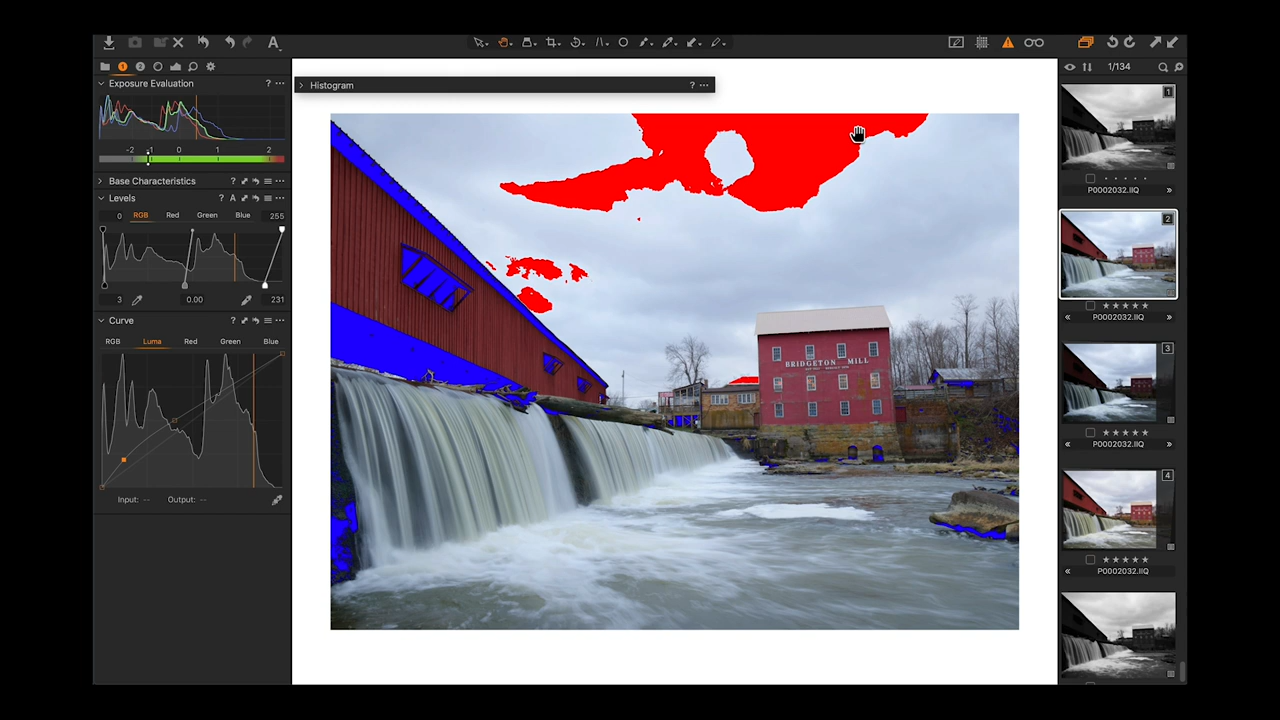 A
1/134
1 2
Exposure Evaluation ? ...
Histogram ? ...
-2 -1 0 1 2
Base Characteristics ?
Levels ? A
0 RGB Red Green Blue 255
3 0.00 231
Curve ?
RGB Luma Red Green Blue
Input: -- Output: --
BRIDGETON MILL
1
P0002032.IIQ
2
P0002032.IIQ
3
P0002032.IIQ
4
P0002032.IIQ